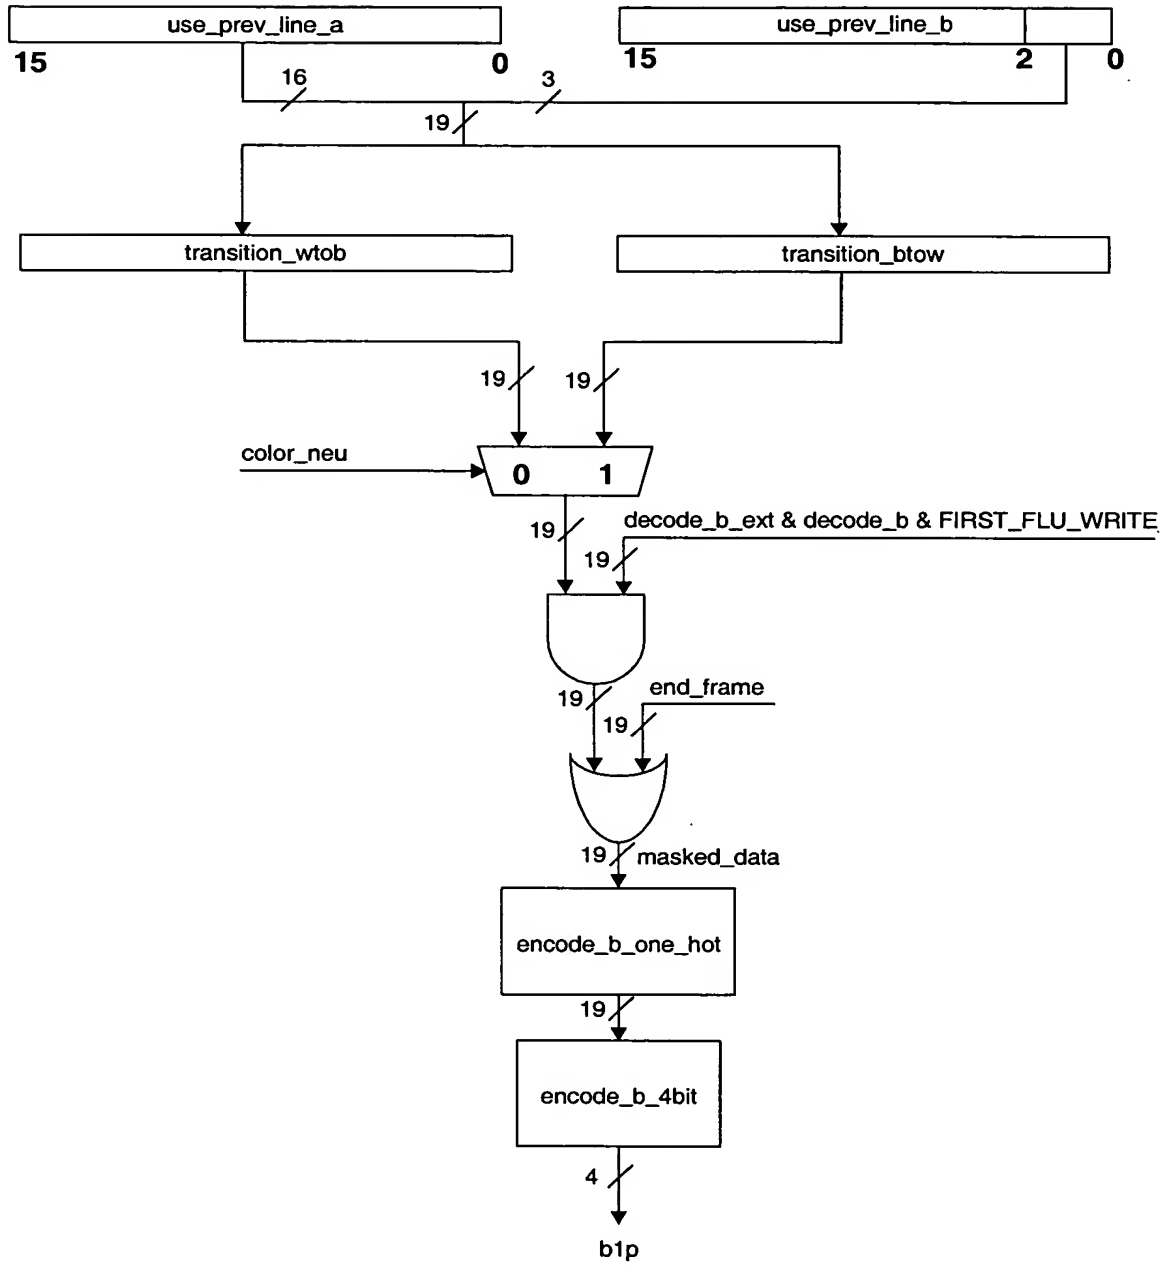 use_prev_line_a
use_prev_line_b
15
0
15
2
0
16
3
19
transition_wtob
transition_btow
19
19
color_neu
0
1
19
decode_b_ext & decode_b & FIRST_FLU_WRITE
19
19
end_frame
19
19
masked_data
encode_b_one_hot
19
encode_b_4bit
4
b1p